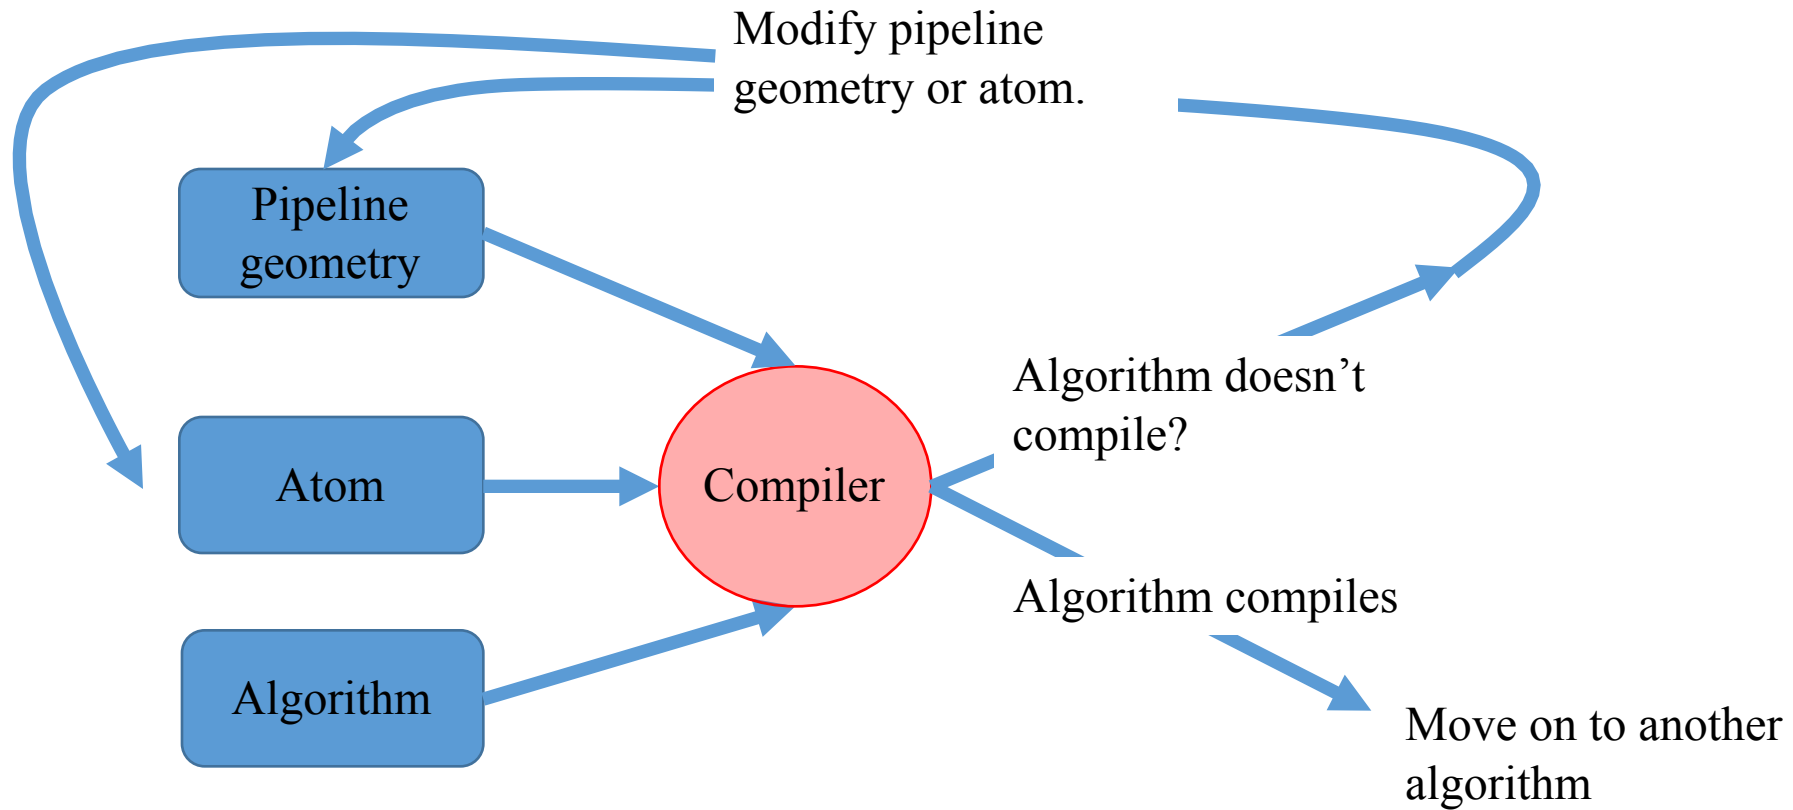 Modify pipeline
geometry or atom.
Pipeline
geometry
Algorithm doesn’t
compile?
Atom
Compiler
Algorithm compiles
Algorithm
Move on to another
algorithm